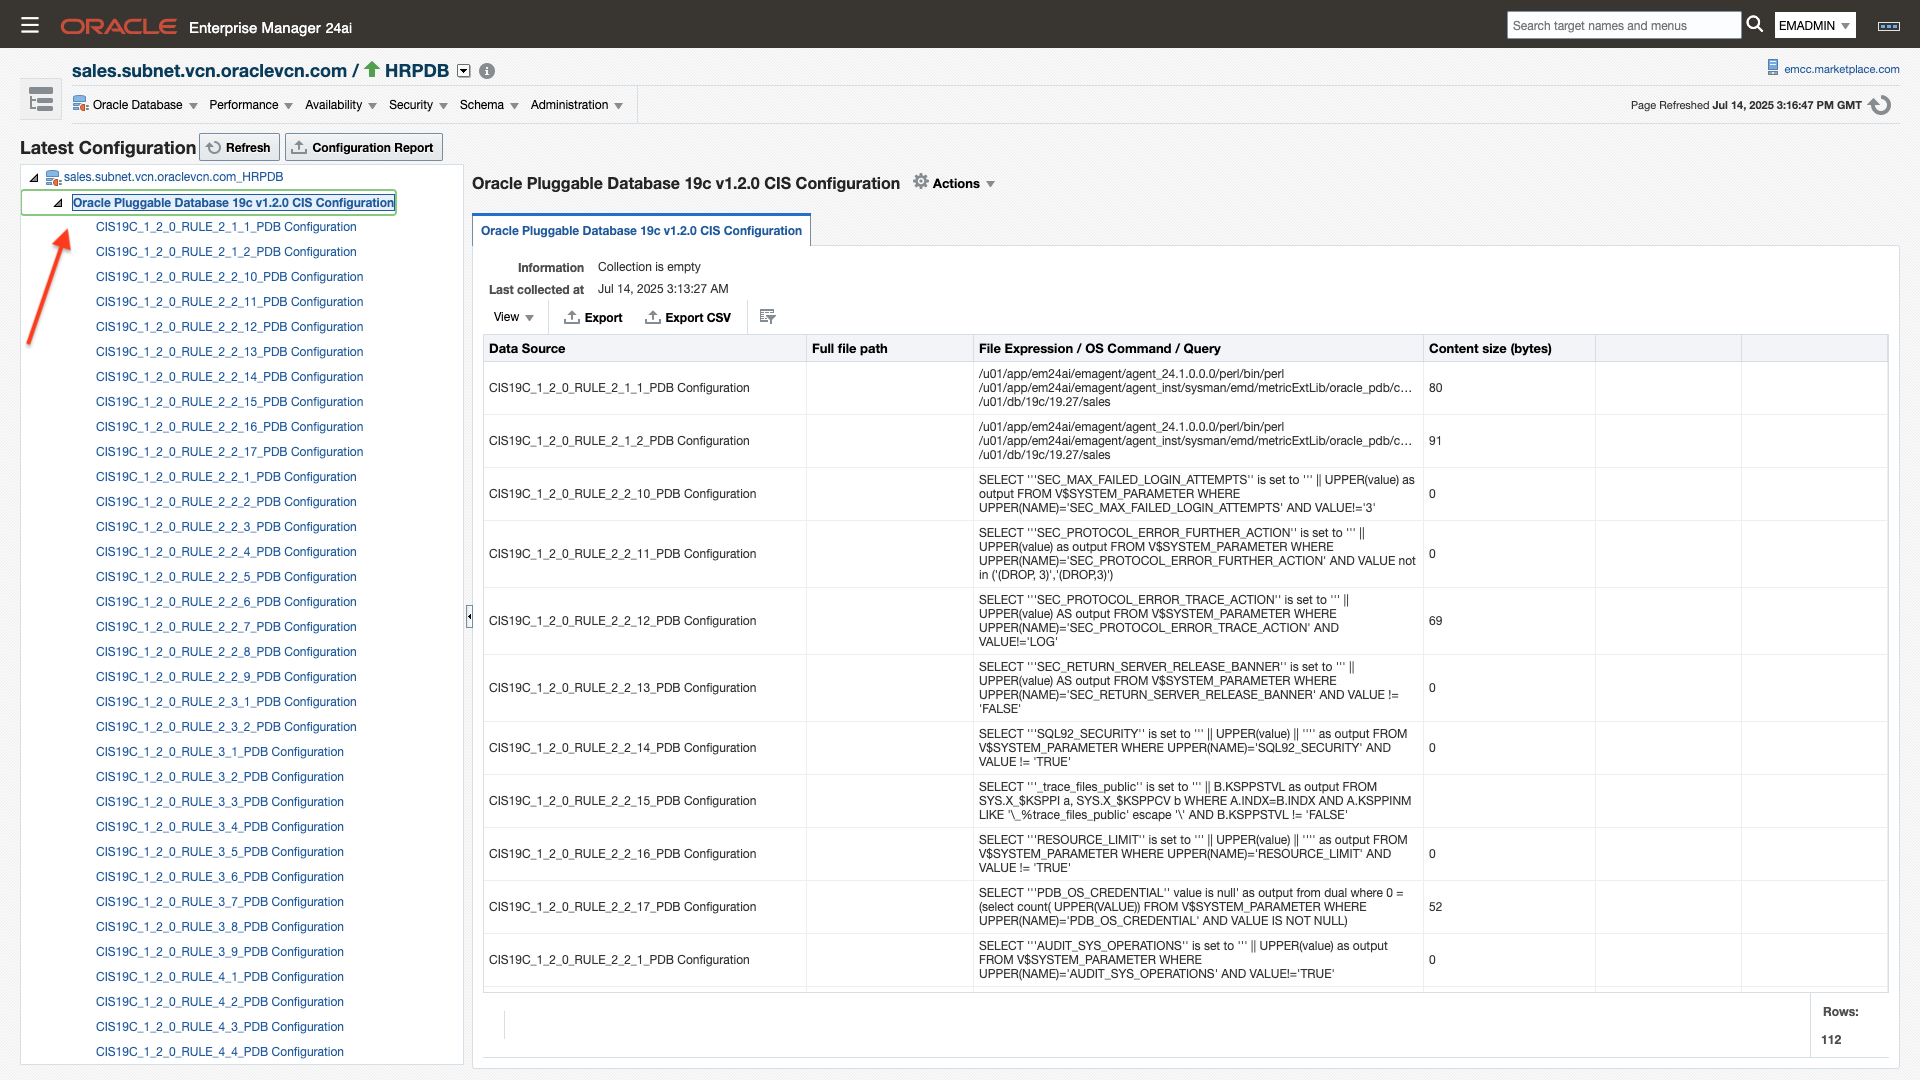 ORACLE Enterprise Manager 24ai
Search target names and menus
EMADMIN
sales.subnet.vcn.oraclevcn.com / HRPDB
emcc.marketplace.com
Oracle Database Performance Availability Security Schema Administration
Page Refreshed Jul 14, 2025 3:16:47 PM GMT
Latest Configuration
Refresh
Configuration Report
sales.subnet.vcn.oraclevcn.com_HRPDB
Oracle Pluggable Database 19c v1.2.0 CIS Configuration
CIS19C_1_2_0_RULE_2_1_1_PDB Configuration
CIS19C_1_2_0_RULE_2_1_2_PDB Configuration
CIS19C_1_2_0_RULE_2_2_10_PDB Configuration
CIS19C_1_2_0_RULE_2_2_11_PDB Configuration
CIS19C_1_2_0_RULE_2_2_12_PDB Configuration
CIS19C_1_2_0_RULE_2_2_13_PDB Configuration
CIS19C_1_2_0_RULE_2_2_14_PDB Configuration
CIS19C_1_2_0_RULE_2_2_15_PDB Configuration
CIS19C_1_2_0_RULE_2_2_16_PDB Configuration
CIS19C_1_2_0_RULE_2_2_17_PDB Configuration
CIS19C_1_2_0_RULE_2_2_1_PDB Configuration
CIS19C_1_2_0_RULE_2_2_2_PDB Configuration
CIS19C_1_2_0_RULE_2_2_3_PDB Configuration
CIS19C_1_2_0_RULE_2_2_4_PDB Configuration
CIS19C_1_2_0_RULE_2_2_5_PDB Configuration
CIS19C_1_2_0_RULE_2_2_6_PDB Configuration
CIS19C_1_2_0_RULE_2_2_7_PDB Configuration
CIS19C_1_2_0_RULE_2_2_8_PDB Configuration
CIS19C_1_2_0_RULE_2_2_9_PDB Configuration
CIS19C_1_2_0_RULE_2_3_1_PDB Configuration
CIS19C_1_2_0_RULE_2_3_2_PDB Configuration
CIS19C_1_2_0_RULE_3_1_PDB Configuration
CIS19C_1_2_0_RULE_3_2_PDB Configuration
CIS19C_1_2_0_RULE_3_3_PDB Configuration
CIS19C_1_2_0_RULE_3_4_PDB Configuration
CIS19C_1_2_0_RULE_3_5_PDB Configuration
CIS19C_1_2_0_RULE_3_6_PDB Configuration
CIS19C_1_2_0_RULE_3_7_PDB Configuration
CIS19C_1_2_0_RULE_3_8_PDB Configuration
CIS19C_1_2_0_RULE_3_9_PDB Configuration
CIS19C_1_2_0_RULE_4_1_PDB Configuration
CIS19C_1_2_0_RULE_4_2_PDB Configuration
CIS19C_1_2_0_RULE_4_3_PDB Configuration
CIS19C_1_2_0_RULE_4_4_PDB Configuration
Oracle Pluggable Database 19c v1.2.0 CIS Configuration Actions
Oracle Pluggable Database 19c v1.2.0 CIS Configuration
Information Collection is empty
Last collected at Jul 14, 2025 3:13:27 AM
View Export Export CSV
Data Source Full file path File Expression / OS Command / Query Content size (bytes)
CIS19C_1_2_0_RULE_2_1_1_PDB Configuration
/u01/app/em24ai/emagent/agent_24.1.0.0.0/perl/bin/perl
/u01/app/em24ai/emagent/agent_inst/sysman/emd/metricExtLib/oracle_pdb/c...
/u01/db/19c/19.27/sales
80
CIS19C_1_2_0_RULE_2_1_2_PDB Configuration
/u01/app/em24ai/emagent/agent_24.1.0.0.0/perl/bin/perl
/u01/app/em24ai/emagent/agent_inst/sysman/emd/metricExtLib/oracle_pdb/c...
/u01/db/19c/19.27/sales
91
CIS19C_1_2_0_RULE_2_2_10_PDB Configuration
SELECT '''SEC_MAX_FAILED_LOGIN_ATTEMPTS'' is set to ''' || UPPER(value) as
output FROM V$SYSTEM_PARAMETER WHERE
UPPER(NAME)='SEC_MAX_FAILED_LOGIN_ATTEMPTS' AND VALUE!='3'
0
CIS19C_1_2_0_RULE_2_2_11_PDB Configuration
SELECT '''SEC_PROTOCOL_ERROR_FURTHER_ACTION'' is set to ''' ||
UPPER(value) as output FROM V$SYSTEM_PARAMETER WHERE
UPPER(NAME)='SEC_PROTOCOL_ERROR_FURTHER_ACTION' AND VALUE not
in ('(DROP, 3)','(DROP,3)')
0
CIS19C_1_2_0_RULE_2_2_12_PDB Configuration
SELECT '''SEC_PROTOCOL_ERROR_TRACE_ACTION'' is set to ''' ||
UPPER(value) AS output FROM V$SYSTEM_PARAMETER WHERE
UPPER(NAME)='SEC_PROTOCOL_ERROR_TRACE_ACTION' AND
VALUE!='LOG'
69
CIS19C_1_2_0_RULE_2_2_13_PDB Configuration
SELECT '''SEC_RETURN_SERVER_RELEASE_BANNER'' is set to ''' ||
UPPER(value) AS output FROM V$SYSTEM_PARAMETER WHERE
UPPER(NAME)='SEC_RETURN_SERVER_RELEASE_BANNER' AND VALUE !=
'FALSE'
0
CIS19C_1_2_0_RULE_2_2_14_PDB Configuration
SELECT '''SQL92_SECURITY'' is set to ''' || UPPER(value) || '''' as output FROM
V$SYSTEM_PARAMETER WHERE UPPER(NAME)='SQL92_SECURITY' AND
VALUE != 'TRUE'
0
CIS19C_1_2_0_RULE_2_2_15_PDB Configuration
SELECT '''_trace_files_public'' is set to ''' || B.KSPPSTVL as output FROM
SYS.X_$KSPPI a, SYS.X_$KSPPCV b WHERE A.INDX=B.INDX AND A.KSPPINM
LIKE '\_%trace_files_public' escape '\' AND B.KSPPSTVL != 'FALSE'
CIS19C_1_2_0_RULE_2_2_16_PDB Configuration
SELECT '''RESOURCE_LIMIT'' is set to ''' || UPPER(value) || '''' as output FROM
V$SYSTEM_PARAMETER WHERE UPPER(NAME)='RESOURCE_LIMIT' AND
VALUE != 'TRUE'
0
CIS19C_1_2_0_RULE_2_2_17_PDB Configuration
SELECT '''PDB_OS_CREDENTIAL'' value is null' as output from dual where 0 =
(select count( UPPER(VALUE)) FROM V$SYSTEM_PARAMETER WHERE
UPPER(NAME)='PDB_OS_CREDENTIAL' AND VALUE IS NOT NULL)
52
CIS19C_1_2_0_RULE_2_2_1_PDB Configuration
SELECT '''AUDIT_SYS_OPERATIONS'' is set to ''' || UPPER(value) as output
FROM V$SYSTEM_PARAMETER WHERE
UPPER(NAME)='AUDIT_SYS_OPERATIONS' AND VALUE!='TRUE'
0
Rows:
112